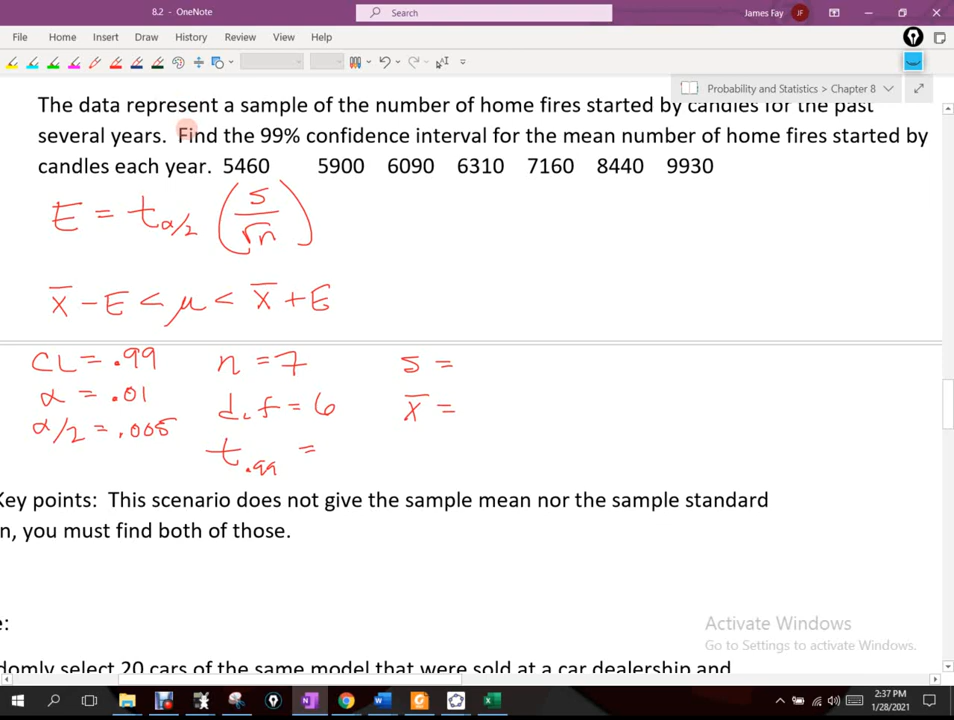 8.2 - OneNote
Search
James Fay JF
File Home Insert Draw History Review View Help
Probability and Statistics > Chapter 8
The data represent a sample of the number of home fires started by candles for the past
several years. Find the 99% confidence interval for the mean number of home fires started by
candles each year. 5460 5900 6090 6310 7160 8440 9930
E = t α/2 (s/√n)
x̄ - E < μ < x̄ + E
CL = .99 n = 7 s =
α = .01 d.f = 6 x̄ =
α/2 = .005
t .99 =
Key points: This scenario does not give the sample mean nor the sample standard
n, you must find both of those.
e:
Activate Windows
Go to Settings to activate Windows.
domly select 20 cars of the same model that were sold at a car dealership and
2:37 PM
1/28/2021